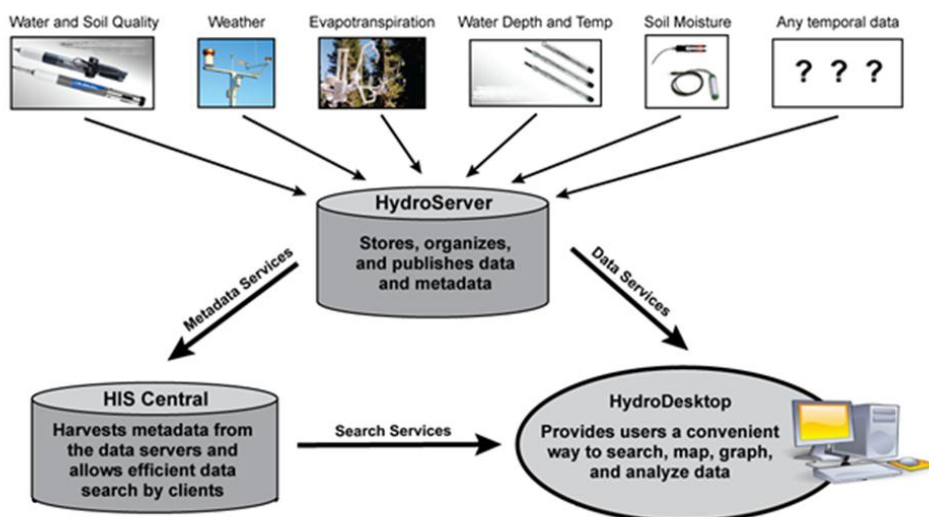 Water and Soil Quality
Weather
Evapotranspiration
Water Depth and Temp
Soil Moisture
Any temporal data
? ? ?
HydroServer
Stores, organizes,
and publishes data
and metadata
Metadata Services
Data Services
HIS Central
Harvests metadata from
the data servers and
allows efficient data
search by clients
Search Services
HydroDesktop
Provides users a convenient
way to search, map, graph,
and analyze data